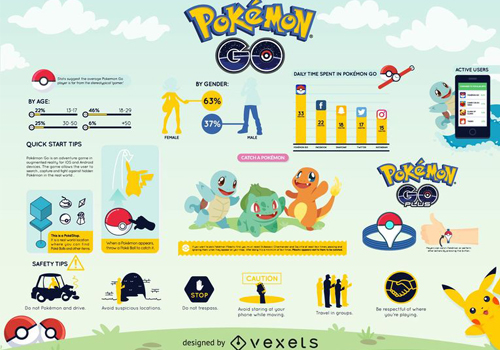 POKÉMON
GO
Stats suggest the average Pokémon Go
player is far from the stereotypical 'gamer'.
BY AGE:
22% 13-17
46% 18-29
25% 30-50
6% +50
BY GENDER:
63%
37%
FEMALE
MALE
DAILY TIME SPENT IN POKÉMON GO
33
22
18
17
15
ACTIVE USERS
QUICK START TIPS
Pokémon Go is an adventure game in
augmented reality for iOS and Android
devices. The game allows the user to
search, capture and fight against hidden
Pokémon in the real world.
This is a PokéStop.
It is a real world location
where you can find
Poké Balls and other items.
When a Pokémon appears,
throw a Poké Ball to catch it
CATCH A POKÉMON
POKÉMON
GO
PLUS
SAFETY TIPS
Do not Pokémon and drive.
Avoid suspicious locations.
STOP
Do not trespass.
CAUTION
Avoid staring at your
phone while moving.
Travel in groups.
Be respectful of where
you're playing.
designed by vexels